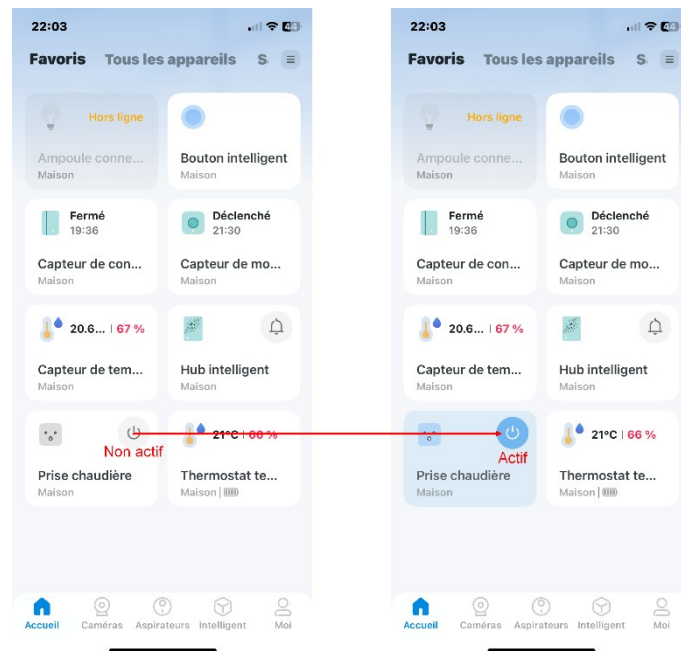 22:03
44
Favoris Tous les appareils S
Hors ligne
Ampoule conne...
Maison
Bouton intelligent
Maison
Fermé
19:36
Capteur de con...
Maison
Déclenché
21:30
Capteur de mo...
Maison
20.6... | 67 %
Capteur de tem...
Maison
Hub intelligent
Maison
Non actif
Prise chaudière
Maison
21°C | 66 %
Thermostat te...
Maison |
Accueil Caméras Aspirateurs Intelligent Moi
22:03
Favoris Tous les appareils S
Hors ligne
Ampoule conne...
Maison
Bouton intelligent
Maison
Fermé
19:36
Capteur de con...
Maison
Déclenché
21:30
Capteur de mo...
Maison
20.6... | 67 %
Capteur de tem...
Maison
Hub intelligent
Maison
Actif
Prise chaudière
Maison
21°C | 66 %
Thermostat te...
Maison |
Accueil Caméras Aspirateurs Intelligent Moi